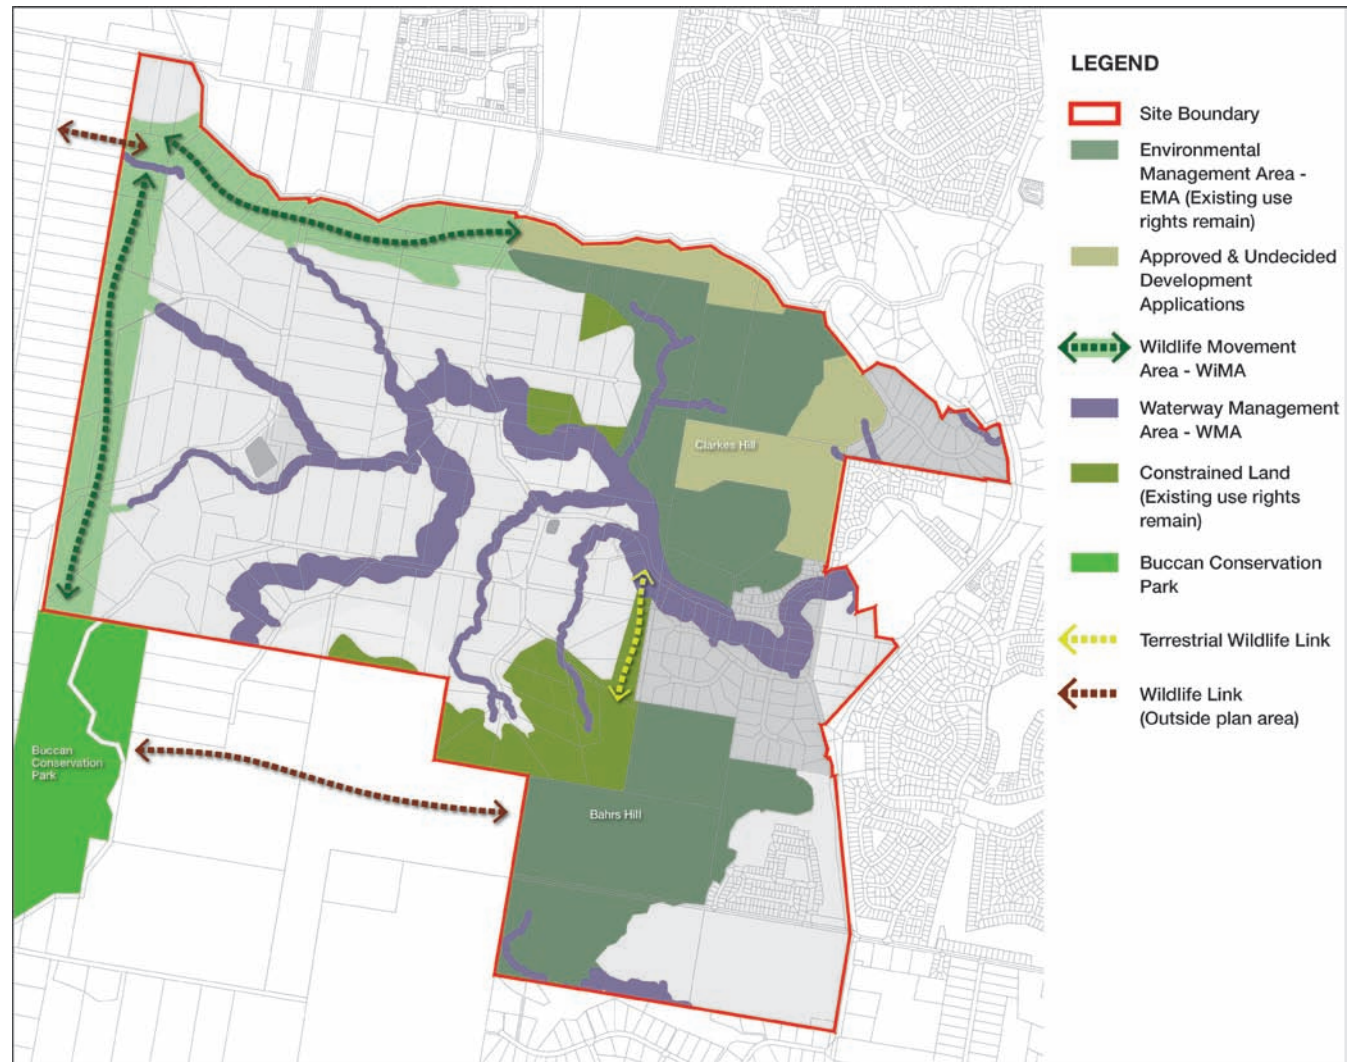 LEGEND
Site Boundary
Environmental
Management Area -
EMA (Existing use
rights remain)
Approved & Undecided
Development
Applications
Wildlife Movement
Area - WiMA
Waterway Management
Area - WMA
Constrained Land
(Existing use rights
remain)
Buccan Conservation
Park
Terrestrial Wildlife Link
Wildlife Link
(Outside plan area)
Clarkes Hill
Buccan
Conservation
Park
Bahrs Hill